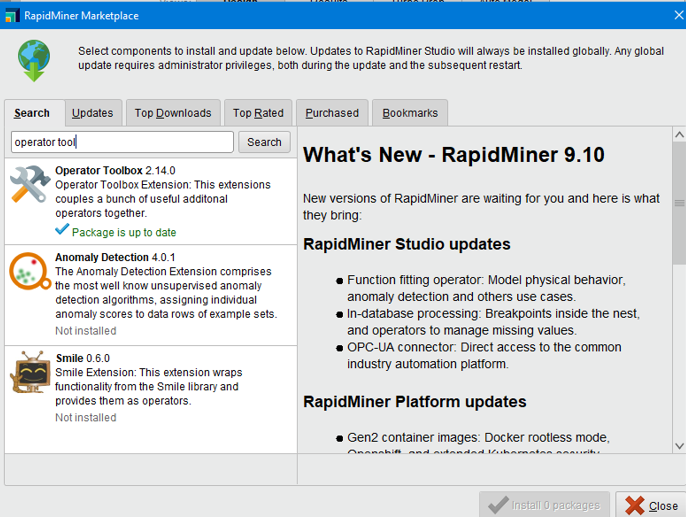 RapidMiner Marketplace
Select components to install and update below. Updates to RapidMiner Studio will always be installed globally. Any global
update requires administrator privileges, both during the update and the subsequent restart.
Search
Updates
Top Downloads
Top Rated
Purchased
Bookmarks
operator tool
Search
Operator Toolbox 2.14.0
Operator Toolbox Extension: This extensions
couples a bunch of useful additonal
operators together.
Package is up to date
Anomaly Detection 4.0.1
The Anomaly Detection Extension comprises
the most well know unsupervised anomaly
detection algorithms, assigning individual
anomaly scores to data rows of example sets.
Not installed
Smile 0.6.0
Smile Extension: This extension wraps
functionality from the Smile library and
provides them as operators.
Not installed
What's New - RapidMiner 9.10
New versions of RapidMiner are waiting for you and here is what
they bring:
RapidMiner Studio updates
Function fitting operator: Model physical behavior,
anomaly detection and others use cases.
In-database processing: Breakpoints inside the nest,
and operators to manage missing values.
OPC-UA connector: Direct access to the common
industry automation platform.
RapidMiner Platform updates
Gen2 container images: Docker rootless mode,
Openshift, and extended Kubernetes security
Install 0 packages
Close